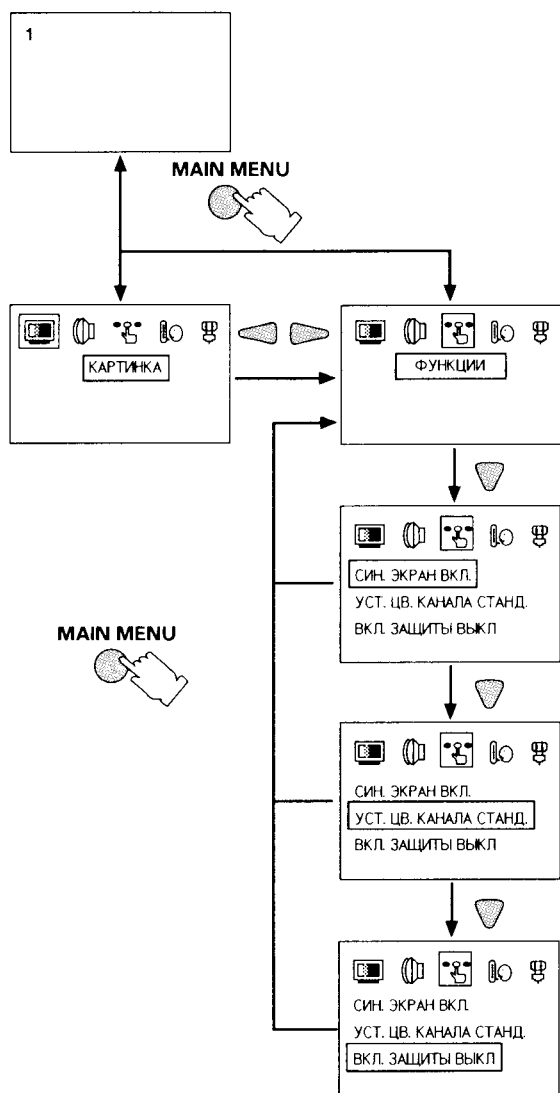 1
MAIN MENU
КАРТИНКА
ФУНКЦИИ
СИН. ЭКРАН ВКЛ.
УСТ. ЦВ. КАНАЛА СТАНД.
ВКЛ. ЗАЩИТЫ ВЫКЛ
MAIN MENU
СИН. ЭКРАН ВКЛ.
УСТ. ЦВ. КАНАЛА СТАНД.
ВКЛ. ЗАЩИТЫ ВЫКЛ
СИН. ЭКРАН ВКЛ.
УСТ. ЦВ. КАНАЛА СТАНД.
ВКЛ. ЗАЩИТЫ ВЫКЛ